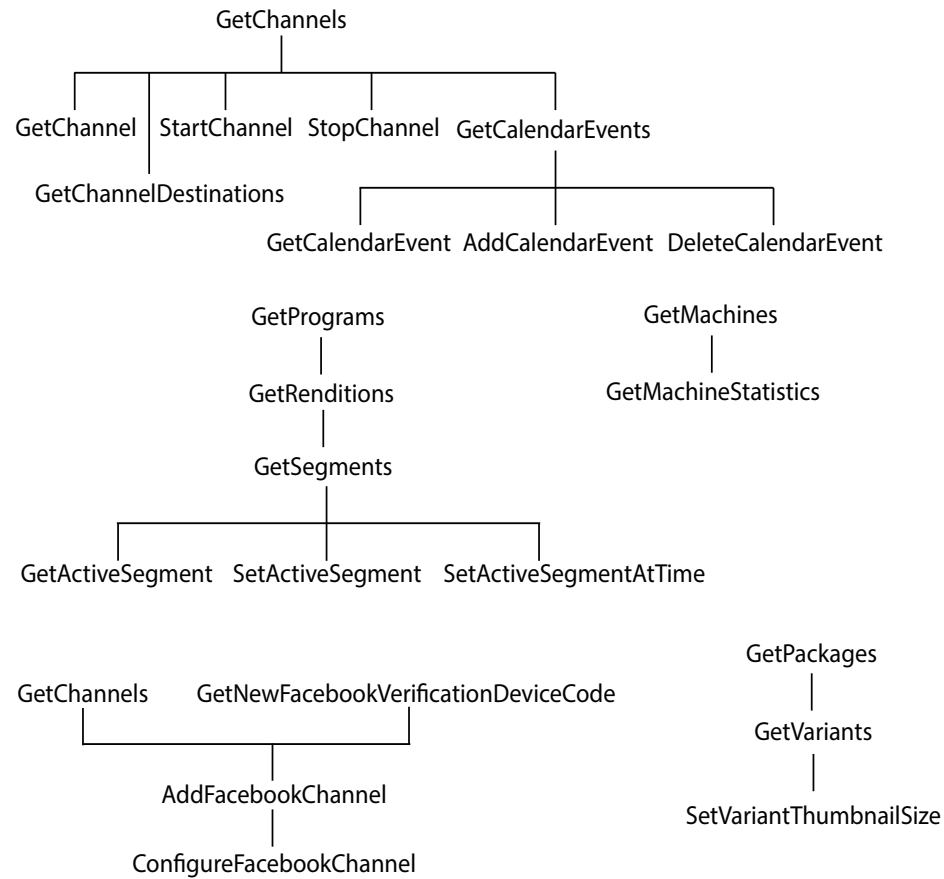 GetChannels
GetChannel StartChannel StopChannel GetCalendarEvents
GetChannelDestinations
GetCalendarEvent AddCalendarEvent DeleteCalendarEvent
GetPrograms
GetMachines
GetRenditions
GetMachineStatistics
GetSegments
GetActiveSegment SetActiveSegment SetActiveSegmentAtTime
GetPackages
GetChannels GetNewFacebookVerificationDeviceCode
GetVariants
AddFacebookChannel
SetVariantThumbnailSize
ConfigureFacebookChannel